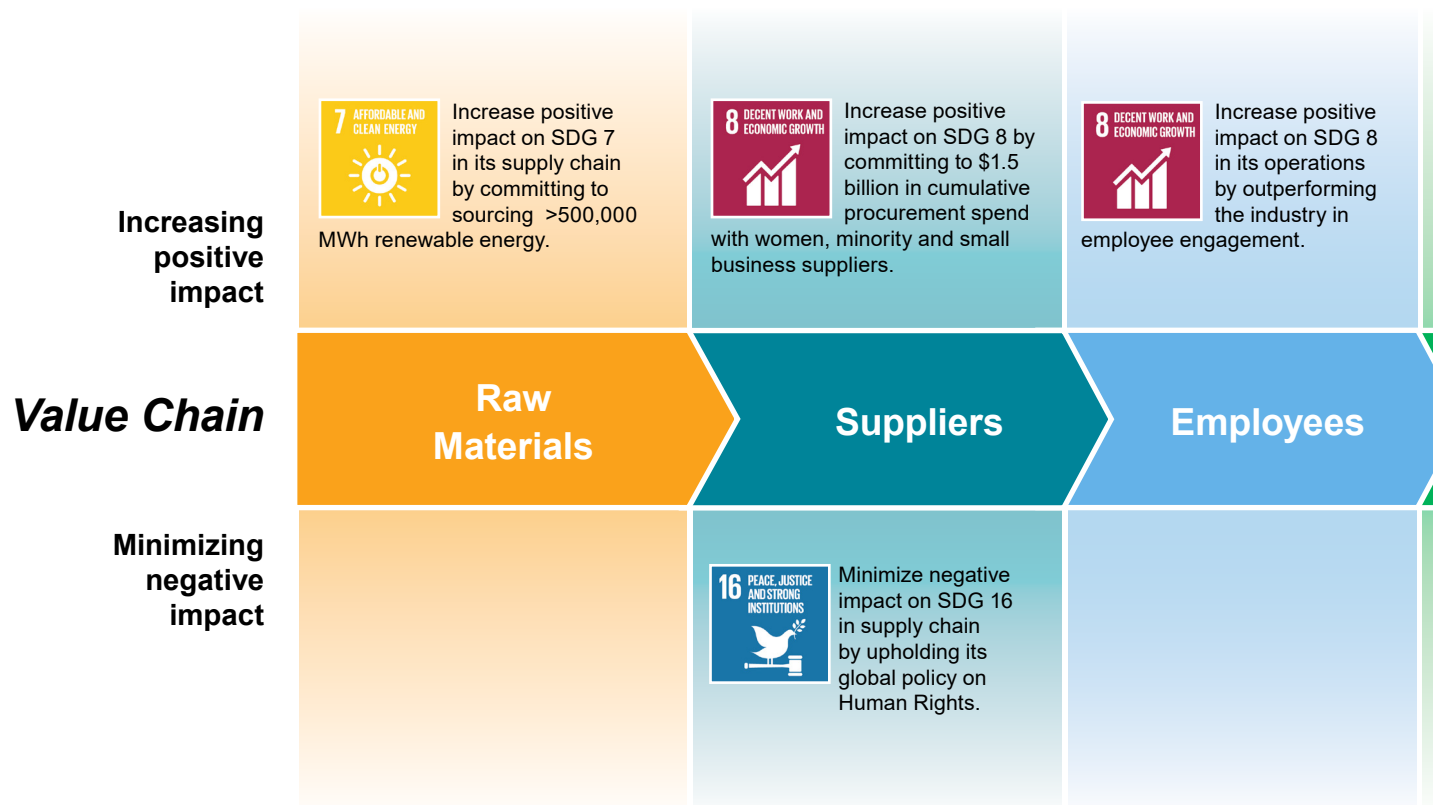 Increasing
positive
impact
7 AFFORDABLE AND
CLEAN ENERGY
Increase positive
impact on SDG 7
in its supply chain
by committing to
sourcing  >500,000
MWh renewable energy.
8 DECENT WORK AND
ECONOMIC GROWTH
Increase positive
impact on SDG 8 by
committing to $1.5
billion in cumulative
procurement spend
with women, minority and small
business suppliers.
8 DECENT WORK AND
ECONOMIC GROWTH
Increase positive
impact on SDG 8
in its operations
by outperforming
the industry in
employee engagement.
Value Chain
Raw
Materials
Suppliers
Employees
Minimizing
negative
impact
16 PEACE, JUSTICE
AND STRONG
INSTITUTIONS
Minimize negative
impact on SDG 16
in supply chain
by upholding its
global policy on
Human Rights.